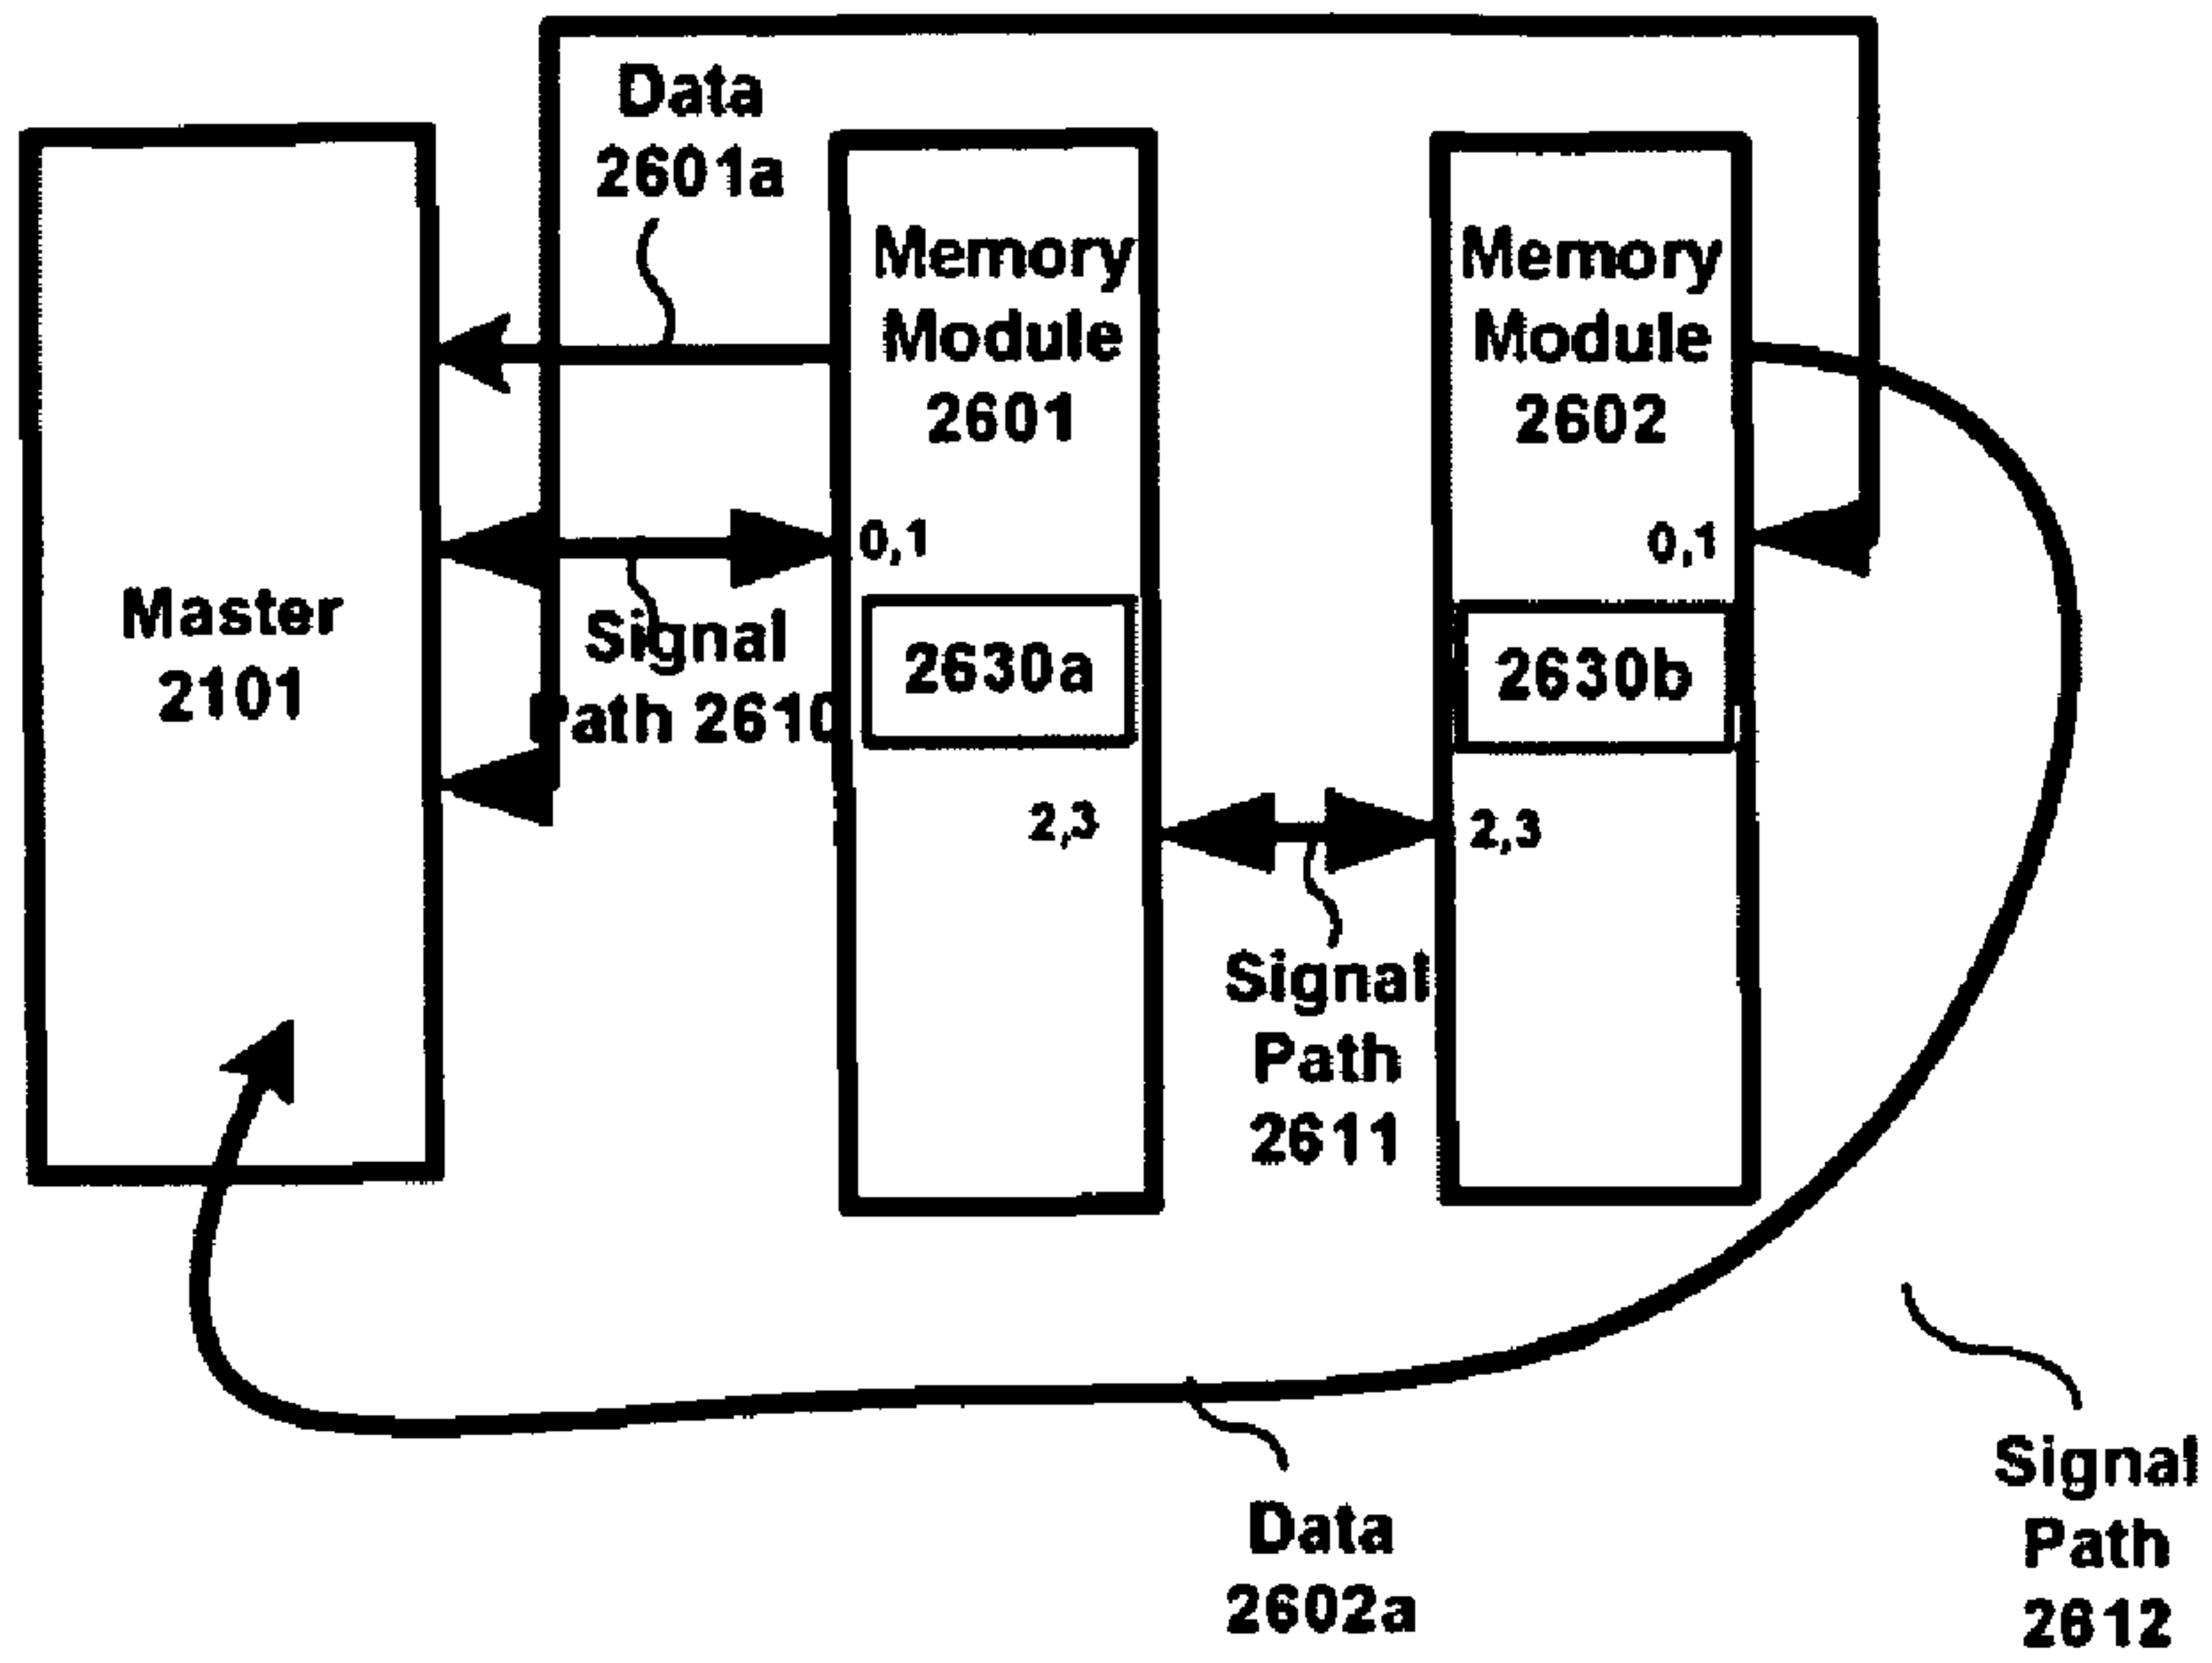 Data
2601a
Memory
Module
2601
Memory
Module
2602
0,1
0,1
Master
2101
Signal
Path 2610
2630a
2630b
2,3
2,3
Signal
Path
2611
Signal
Path
2612
Data
2602a